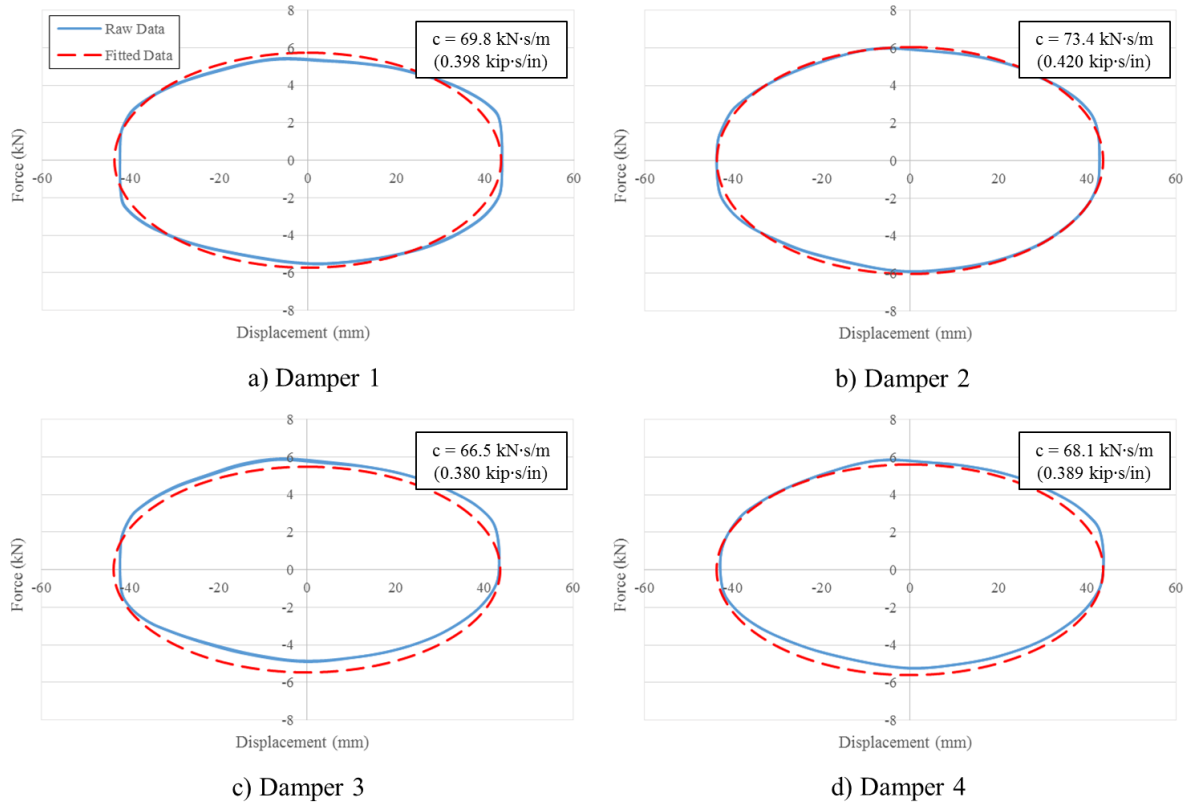 8
Raw Data
Fitted Data
c = 69.8 kN·s/m
(0.398 kip·s/in)
6
4
2
0
-60
-40
-20
0
20
40
60
-2
-4
-6
-8
Force (kN)
Displacement (mm)
a) Damper 1
8
c = 73.4 kN·s/m
(0.420 kip·s/in)
6
4
2
0
-60
-40
-20
0
20
40
60
-2
-4
-6
-8
Force (kN)
Displacement (mm)
b) Damper 2
8
c = 66.5 kN·s/m
(0.380 kip·s/in)
6
4
2
0
-60
-40
-20
0
20
40
60
-2
-4
-6
-8
Force (kN)
Displacement (mm)
c) Damper 3
8
c = 68.1 kN·s/m
(0.389 kip·s/in)
6
4
2
0
-60
-40
-20
0
20
40
60
-2
-4
-6
-8
Force (kN)
Displacement (mm)
d) Damper 4